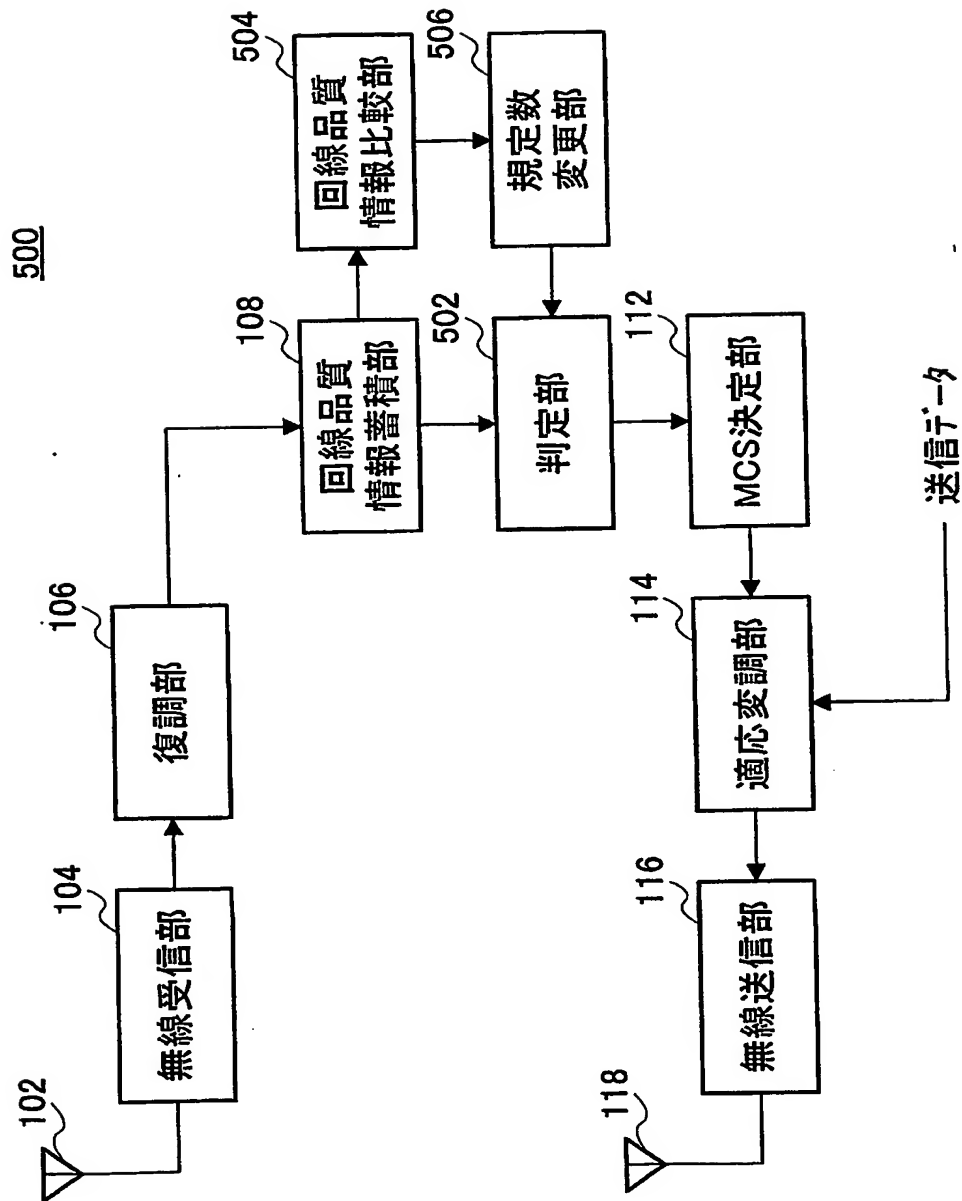 500
102
104
無線受信部
106
復調部
108
回線品質
情報蓄積部
504
回線品質
情報比較部
506
規定数
変更部
502
判定部
112
MCS決定部
114
適応変調部
送信データ
116
無線送信部
118